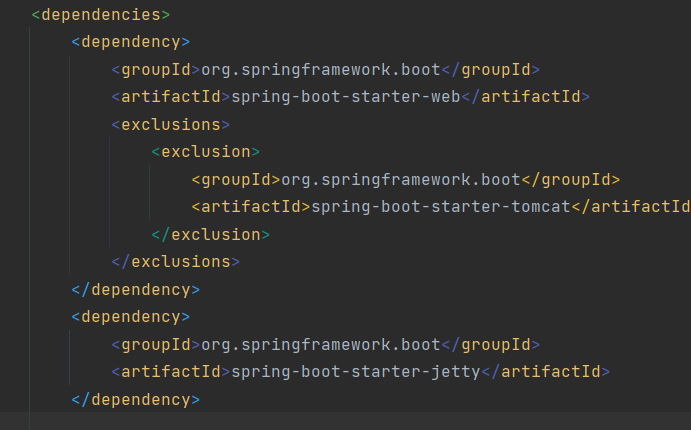 <dependencies>
<dependency>
<groupId>org.springframework.boot</groupId>
<artifactId>spring-boot-starter-web</artifactId>
<exclusions>
<exclusion>
<groupId>org.springframework.boot</groupId>
<artifactId>spring-boot-starter-tomcat</artifactId
</exclusion>
</exclusions>
</dependency>
<dependency>
<groupId>org.springframework.boot</groupId>
<artifactId>spring-boot-starter-jetty</artifactId>
</dependency>